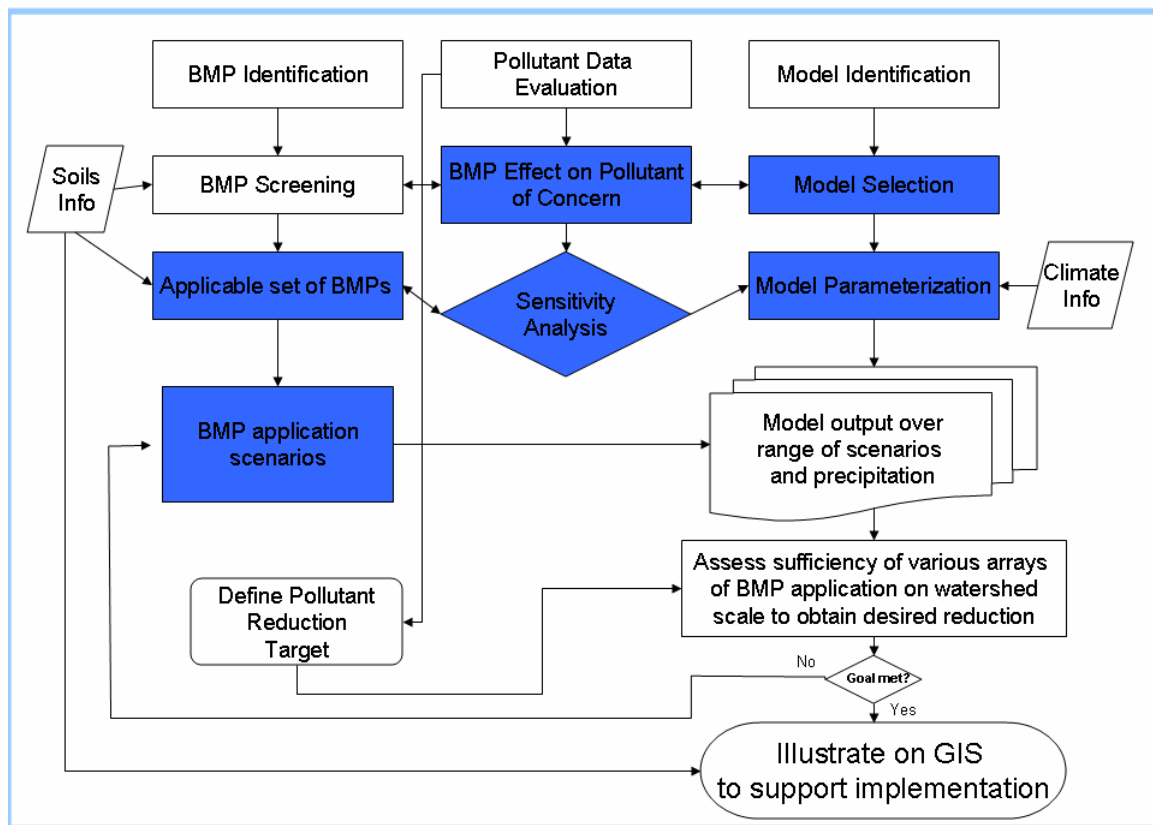 BMP Identification
Pollutant Data
Evaluation
Model Identification
Soils
Info
BMP Screening
BMP Effect on Pollutant
of Concern
Model Selection
Applicable set of BMPs
Sensitivity
Analysis
Model Parameterization
Climate
Info
BMP application
scenarios
Model output over
range of scenarios
and precipitation
Define Pollutant
Reduction
Target
Assess sufficiency of various arrays
of BMP application on watershed
scale to obtain desired reduction
No
Goal met?
Yes
Illustrate on GIS
to support implementation